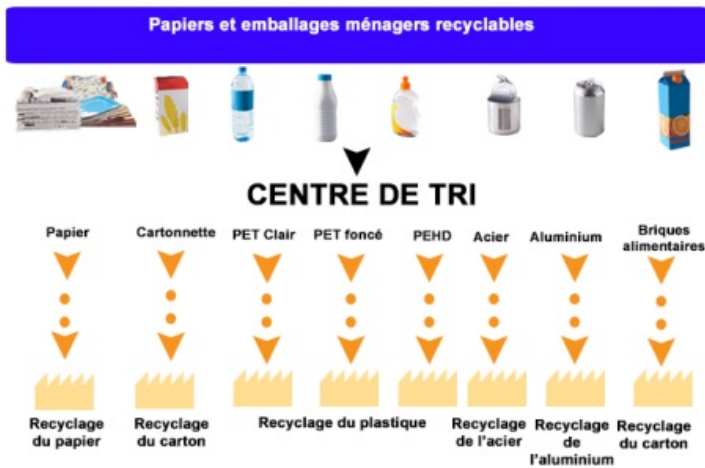 Papiers et emballages ménagers recyclables
CENTRE DE TRI
Papier
Cartonnette
PET Clair
PET foncé
PEHD
Acier
Aluminium
Briques
alimentaires
Recyclage
du papier
Recyclage
du carton
Recyclage du plastique
Recyclage
de l'acier
Recyclage
de
l'aluminium
Recyclage
du carton